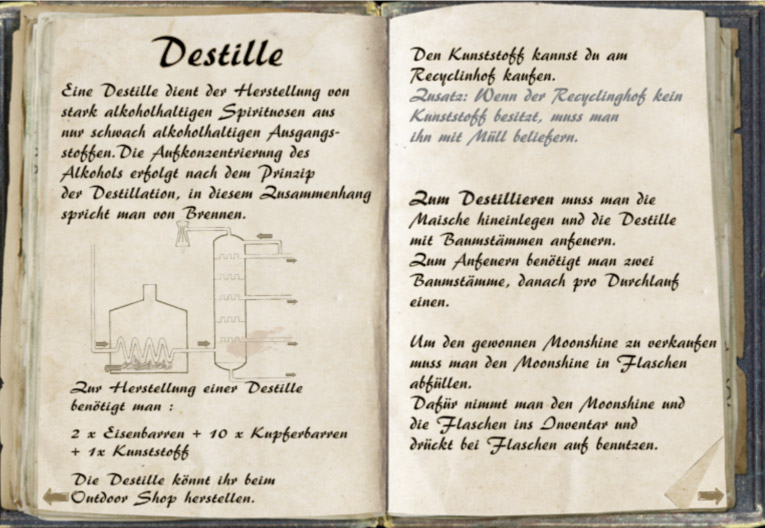 Destille
Eine Destille dient der Herstellung von
stark alkoholhaltigen Spirituosen aus
nur schwach alkoholhaltigen Ausgangs-
stoffen. Die Aufkonzentrierung des
Alkohols erfolgt nach dem Prinzip
der Destillation, in diesem Zusammenhang
spricht man von Brennen.
Zur Herstellung einer Destille
benötigt man :
2 x Eisenbarren + 10 x Kupferbarren
+ 1x Kunststoff
Die Destille könnt ihr beim
Outdoor Shop herstellen.
Den Kunststoff kannst du am
Recyclinhof kaufen.
Zusatz: Wenn der Recyclinghof kein
Kunststoff besitzt, muss man
ihn mit Müll beliefern.
Zum Destillieren muss man die
Maische hineinlegen und die Destille
mit Baumstämmen anfeuern.
Zum Anfeuern benötigt man zwei
Baumstämme, danach pro Durchlauf
einen.
Um den gewonnen Moonshine zu verkaufen
muss man den Moonshine in Flaschen
abfüllen.
Dafür nimmt man den Moonshine und
die Flaschen ins Inventar und
drückt bei Flaschen auf benutzen.